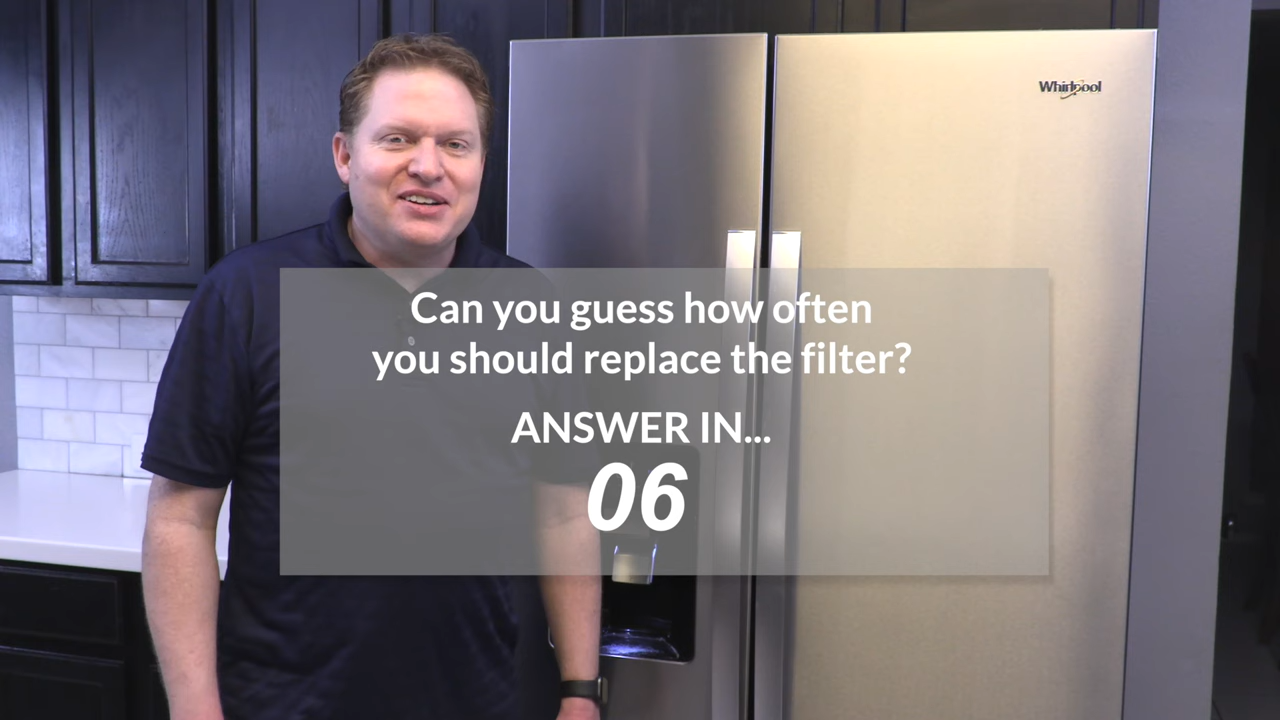 Whirlpool
Can you guess how often
you should replace the filter?
ANSWER IN...
06